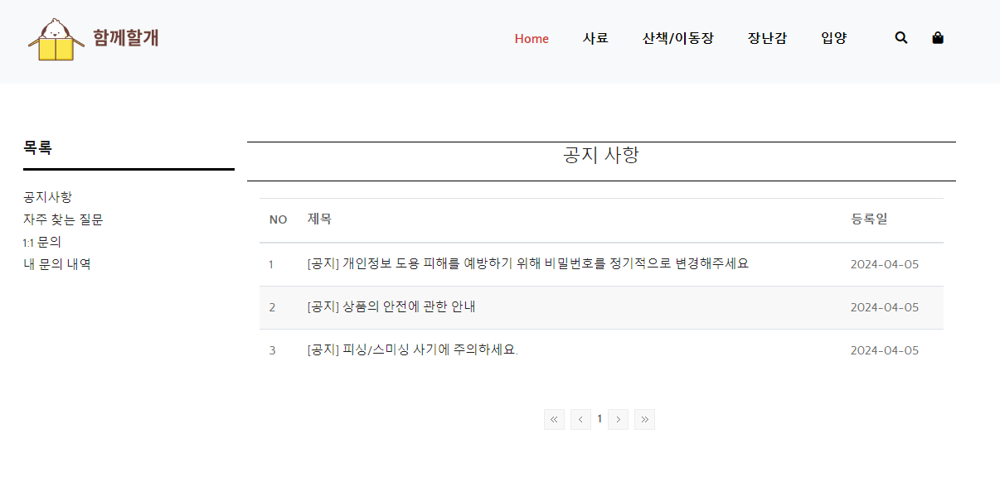 함께할개
Home 사료 산책/이동장 장난감 입양
목록
공지사항
자주 찾는 질문
1:1 문의
내 문의 내역
공지 사항
NO 제목 등록일
1 [공지] 개인정보 도용 피해를 예방하기 위해 비밀번호를 정기적으로 변경해주세요 2024-04-05
2 [공지] 상품의 안전에 관한 안내 2024-04-05
3 [공지] 피싱/스미싱 사기에 주의하세요. 2024-04-05
« ‹ 1 › »